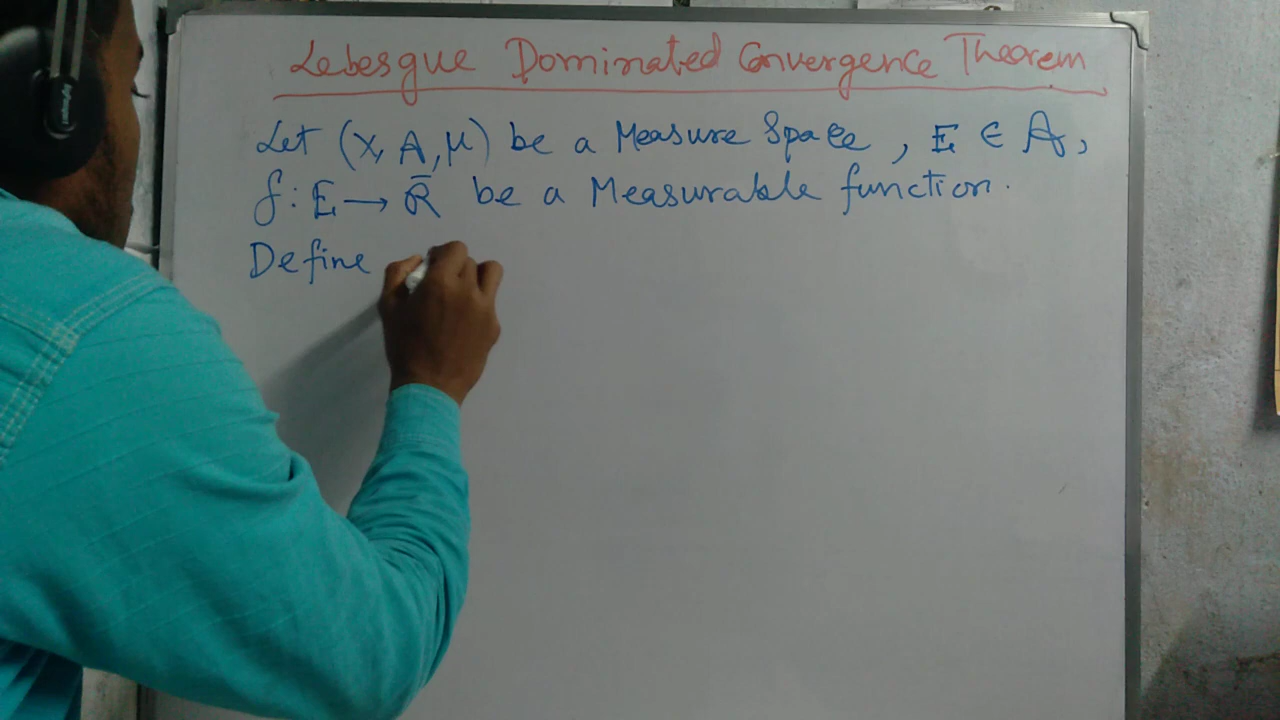 Lebesgue Dominated Convergence Theorem
Let (X, A, μ) be a Measure Space, E ∈ A,
f : E → R̄ be a Measurable function.
Define